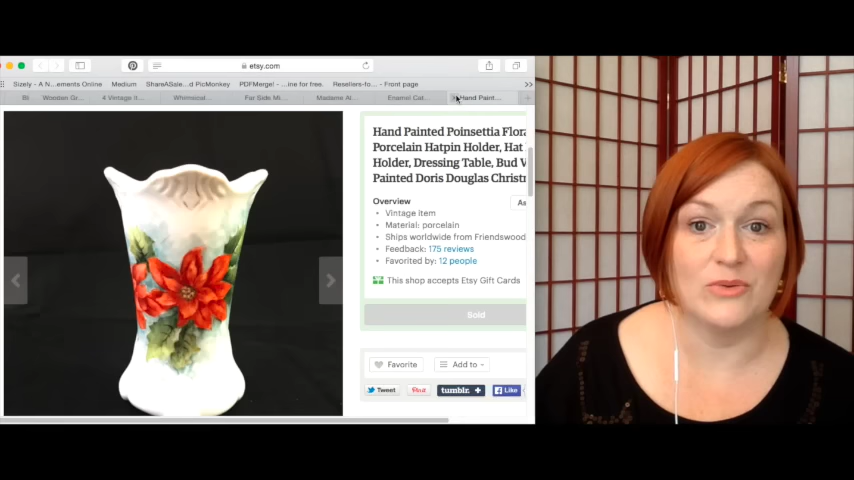 etsy.com
Sizely - A N...ements Online Medium ShareASale...d PicMonkey PDFMerge! - ...ine for free. Resellers-fo... - Front page
Wooden Gr... 4 Vintage It... Whimsical... Far Side Mi... Madame Al... Enamel Cat... Hand Paint...
Hand Painted Poinsettia Flora
Porcelain Hatpin Holder, Hat
Holder, Dressing Table, Bud V
Painted Doris Douglas Christm
Overview
As
Vintage item
Material: porcelain
Ships worldwide from Friendswood
Feedback: 175 reviews
Favorited by: 12 people
This shop accepts Etsy Gift Cards
Sold
Favorite Add to
Tweet Pin it tumblr. + Like